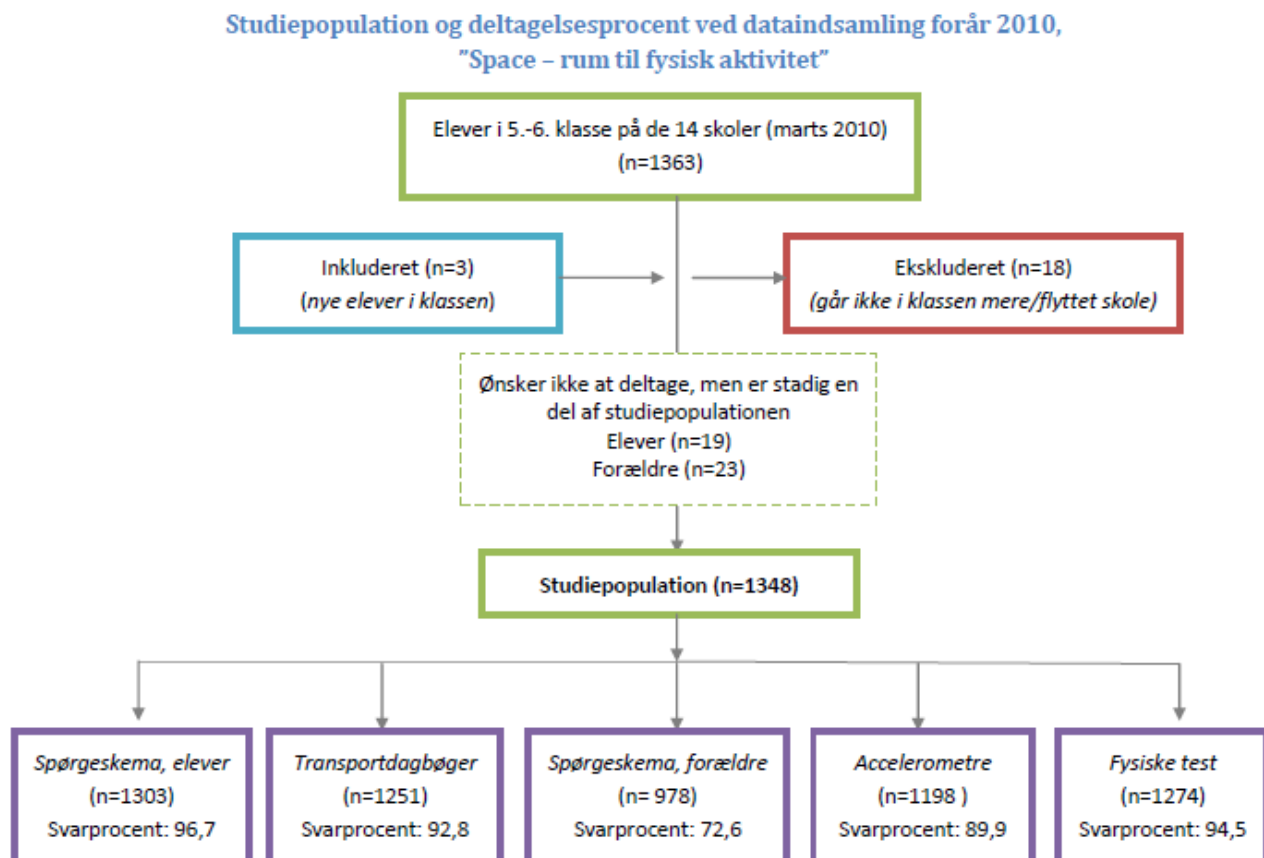 Studiepopulation og deltagelsesprocent ved dataindsamling forår 2010,
”Space – rum til fysisk aktivitet”
Elever i 5.-6. klasse på de 14 skoler (marts 2010)
(n=1363)
Inkluderet (n=3)
(nye elever i klassen)
Ekskluderet (n=18)
(går ikke i klassen mere/flyttet skole)
Ønsker ikke at deltage, men er stadig en
del af studiepopulationen
Elever (n=19)
Forældre (n=23)
Studiepopulation (n=1348)
Spørgeskema, elever
(n=1303)
Svarprocent: 96,7
Transportdagbøger
(n=1251)
Svarprocent: 92,8
Spørgeskema, forældre
(n= 978)
Svarprocent: 72,6
Accelerometre
(n=1198 )
Svarprocent: 89,9
Fysiske test
(n=1274)
Svarprocent: 94,5